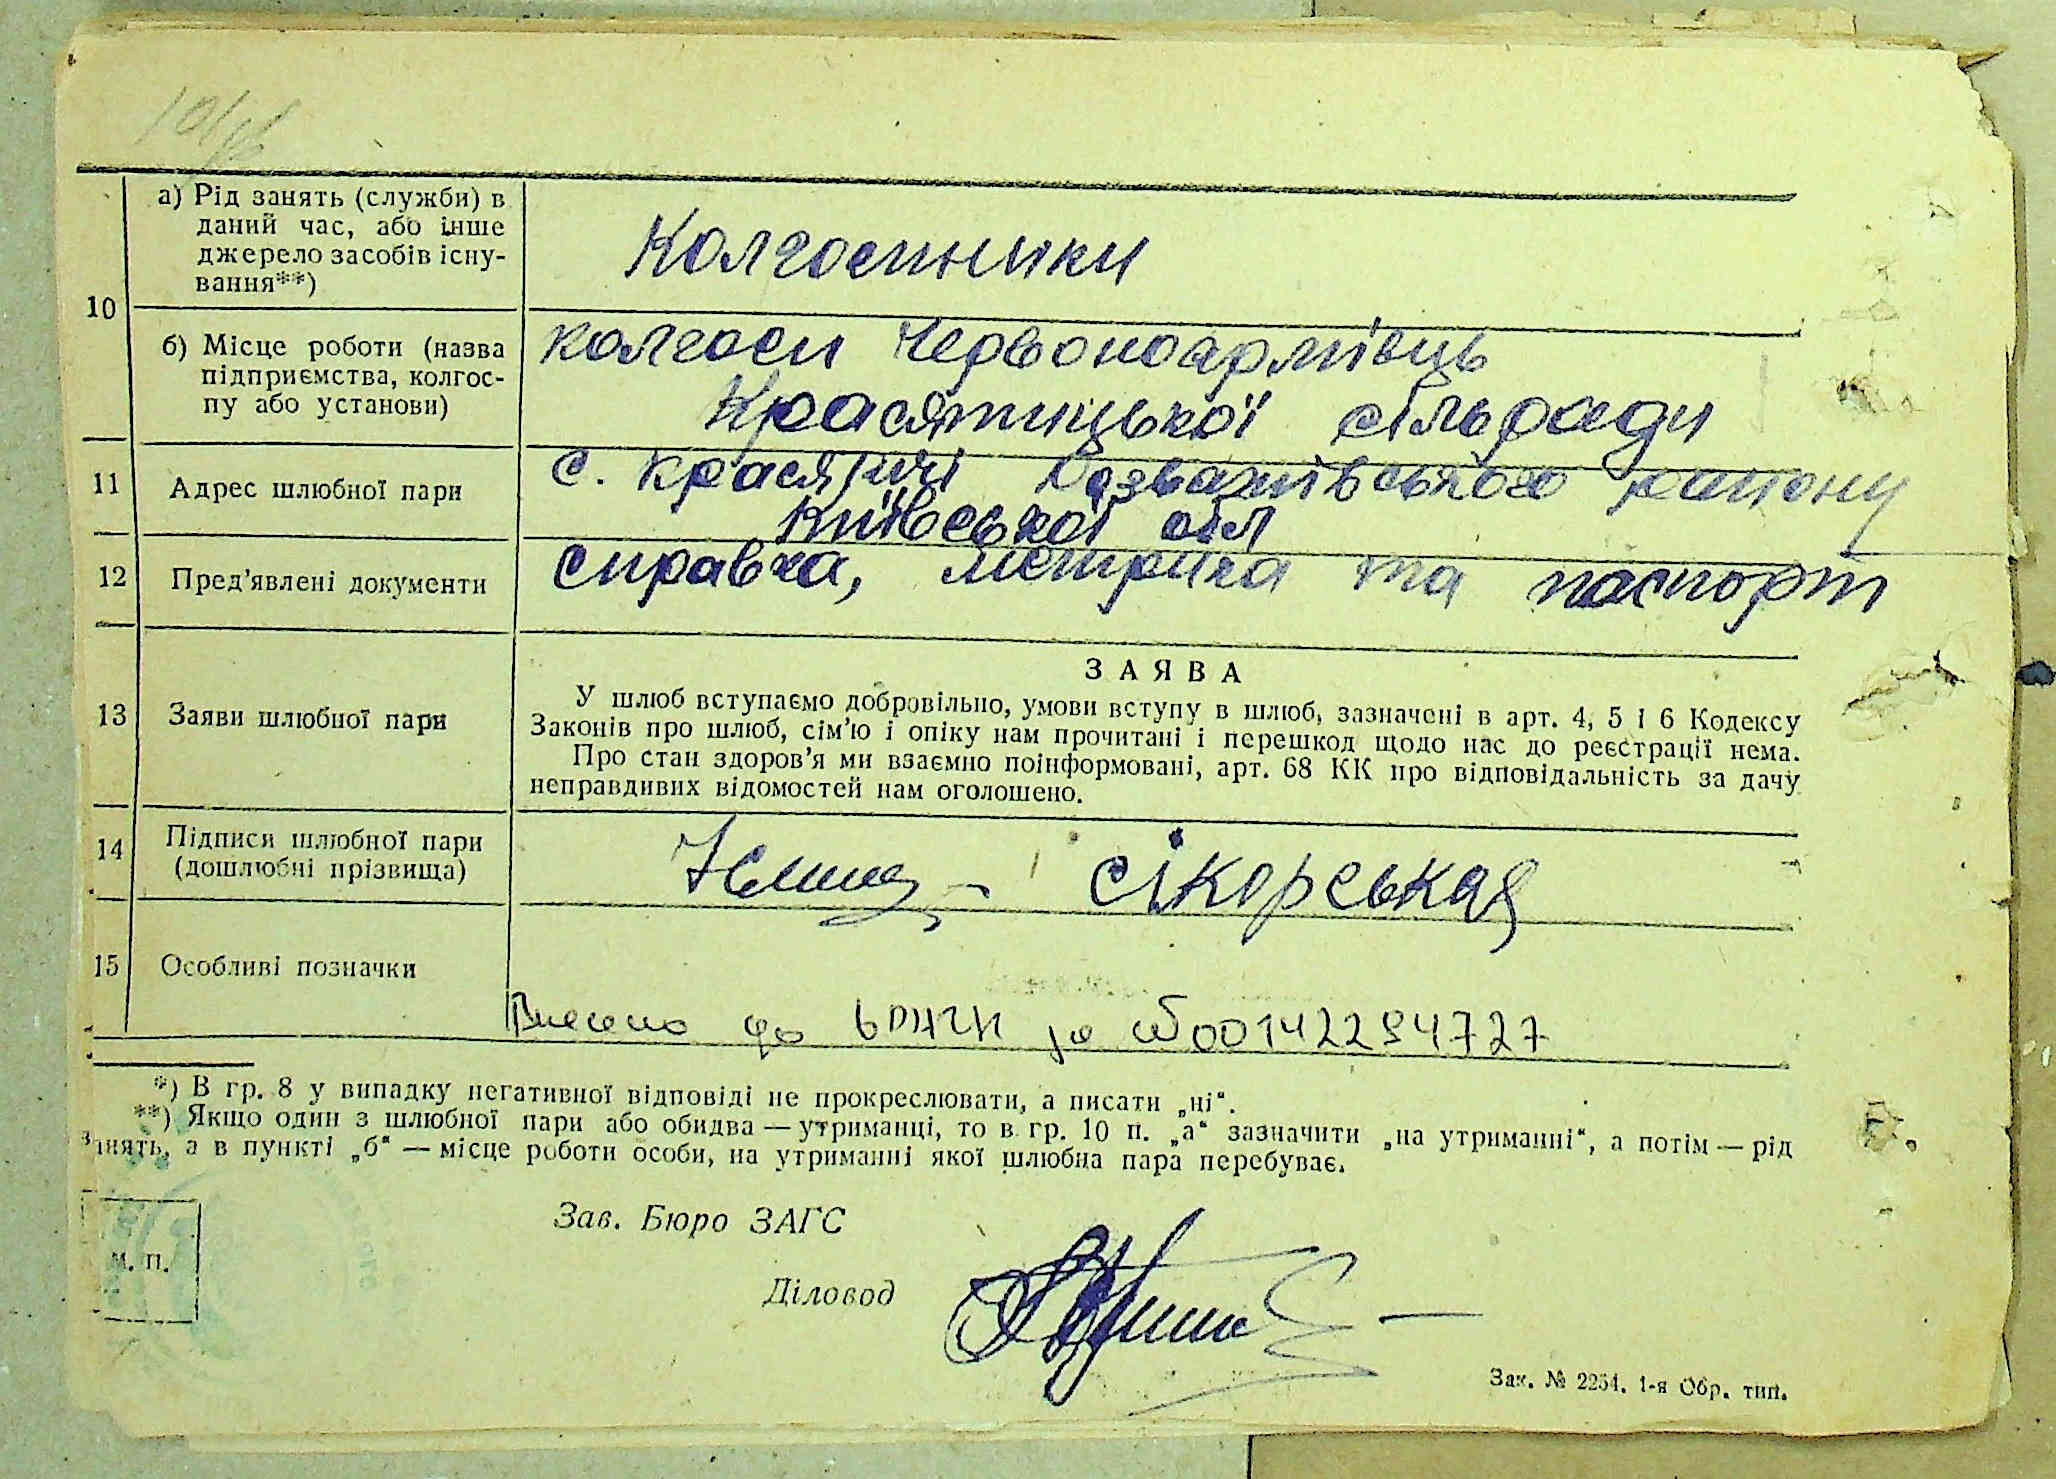 а) Рід занять (служби) в
даний час, або інше
джерело засобів існу-
вання**)
Колгоспники
10
б) Місце роботи (назва
підприємства, колгос-
пу або установи)
колгосп Червоноармієць
Красятицької сільради
11
Адрес шлюбної пари
с. Красятичі Розважівського району
Київської обл
12
Пред'явлені документи
справка, метрика та паспорт
13
Заяви шлюбної пари
ЗАЯВА
У шлюб вступаємо добровільно, умови вступу в шлюб, зазначені в арт. 4, 5 і 6 Кодексу
Законів про шлюб, сім'ю і опіку нам прочитані і перешкод щодо нас до реєстрації нема.
Про стан здоров'я ми взаємно поінформовані, арт. 68 КК про відповідальність за дачу
неправдивих відомостей нам оголошено.
14
Підписи шлюбної пари
(дошлюбні прізвища)
Сікорськая
15
Особливі позначки
Внесено до за 00142294727
*) В гр. 8 у випадку негативної відповіді не прокреслювати, а писати „ні“.
**) Якщо один з шлюбної пари або обидва — утриманці, то в гр. 10 п. „а“ зазначити „на утриманні“, а потім — рід
занять, а в пункті „б“ — місце роботи особи, на утриманні якої шлюбна пара перебуває.
М. П.
Зав. Бюро ЗАГС
Діловод
Зак. № 2254. 1-я Обр. тип.